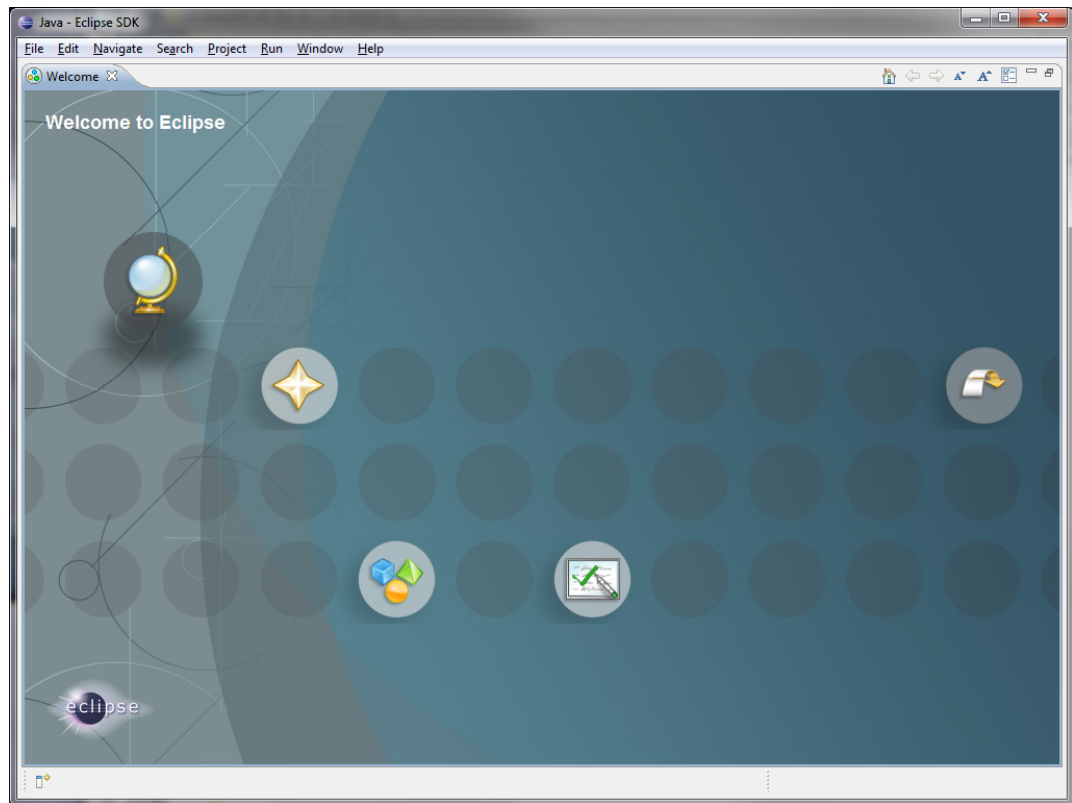 Java - Eclipse SDK
File Edit Navigate Search Project Run Window Help
Welcome
Welcome to Eclipse
eclipse